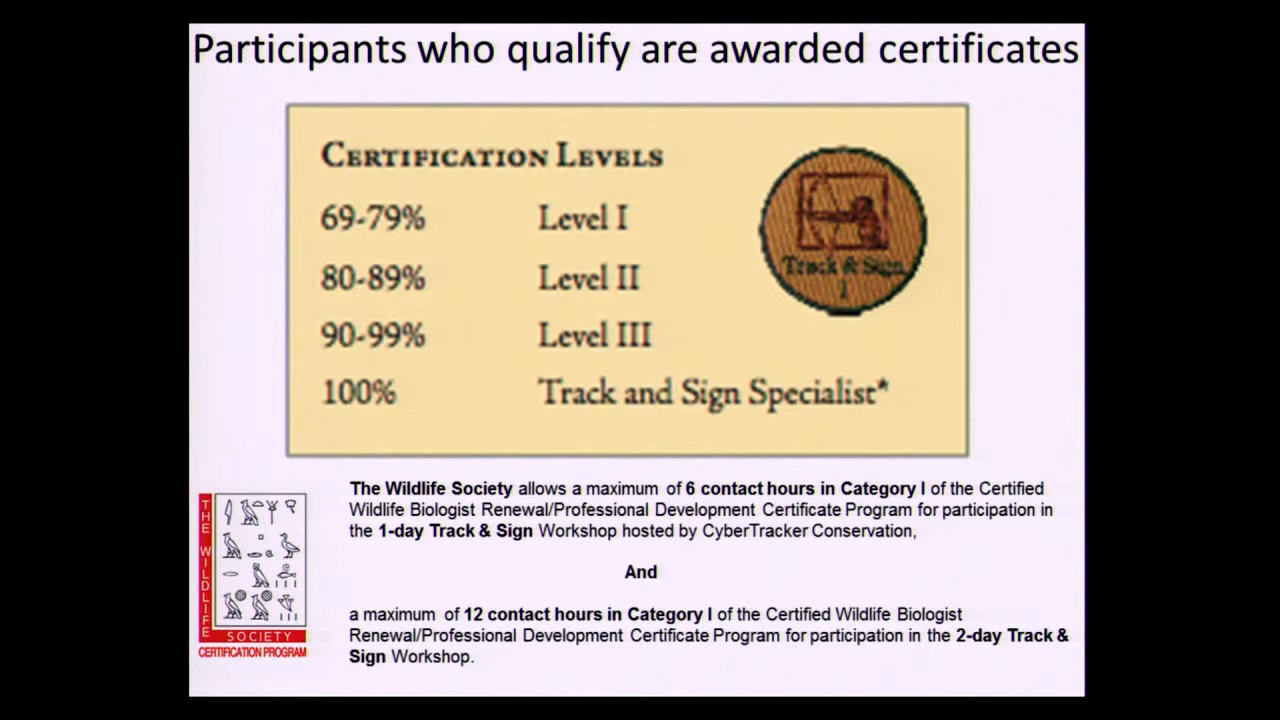 Participants who qualify are awarded certificates
CERTIFICATION LEVELS
69-79% Level I
80-89% Level II
90-99% Level III
100% Track and Sign Specialist*
Track & Sign
I
The Wildlife Society allows a maximum of 6 contact hours in Category I of the Certified
Wildlife Biologist Renewal/Professional Development Certificate Program for participation in
the 1-day Track & Sign Workshop hosted by CyberTracker Conservation,
And
a maximum of 12 contact hours in Category I of the Certified Wildlife Biologist
Renewal/Professional Development Certificate Program for participation in the 2-day Track &
Sign Workshop.
THE WILDLIFE
SOCIETY
CERTIFICATION PROGRAM